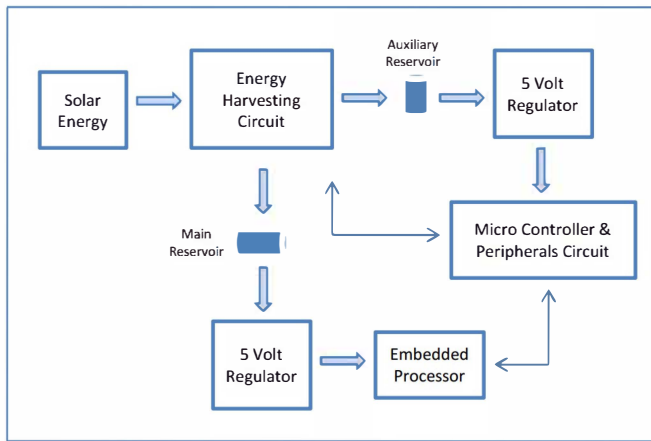 Solar
Energy
Energy
Harvesting
Circuit
Auxiliary
Reservoir
5 Volt
Regulator
Micro Controller &
Peripherals Circuit
Main
Reservoir
5 Volt
Regulator
Embedded
Processor